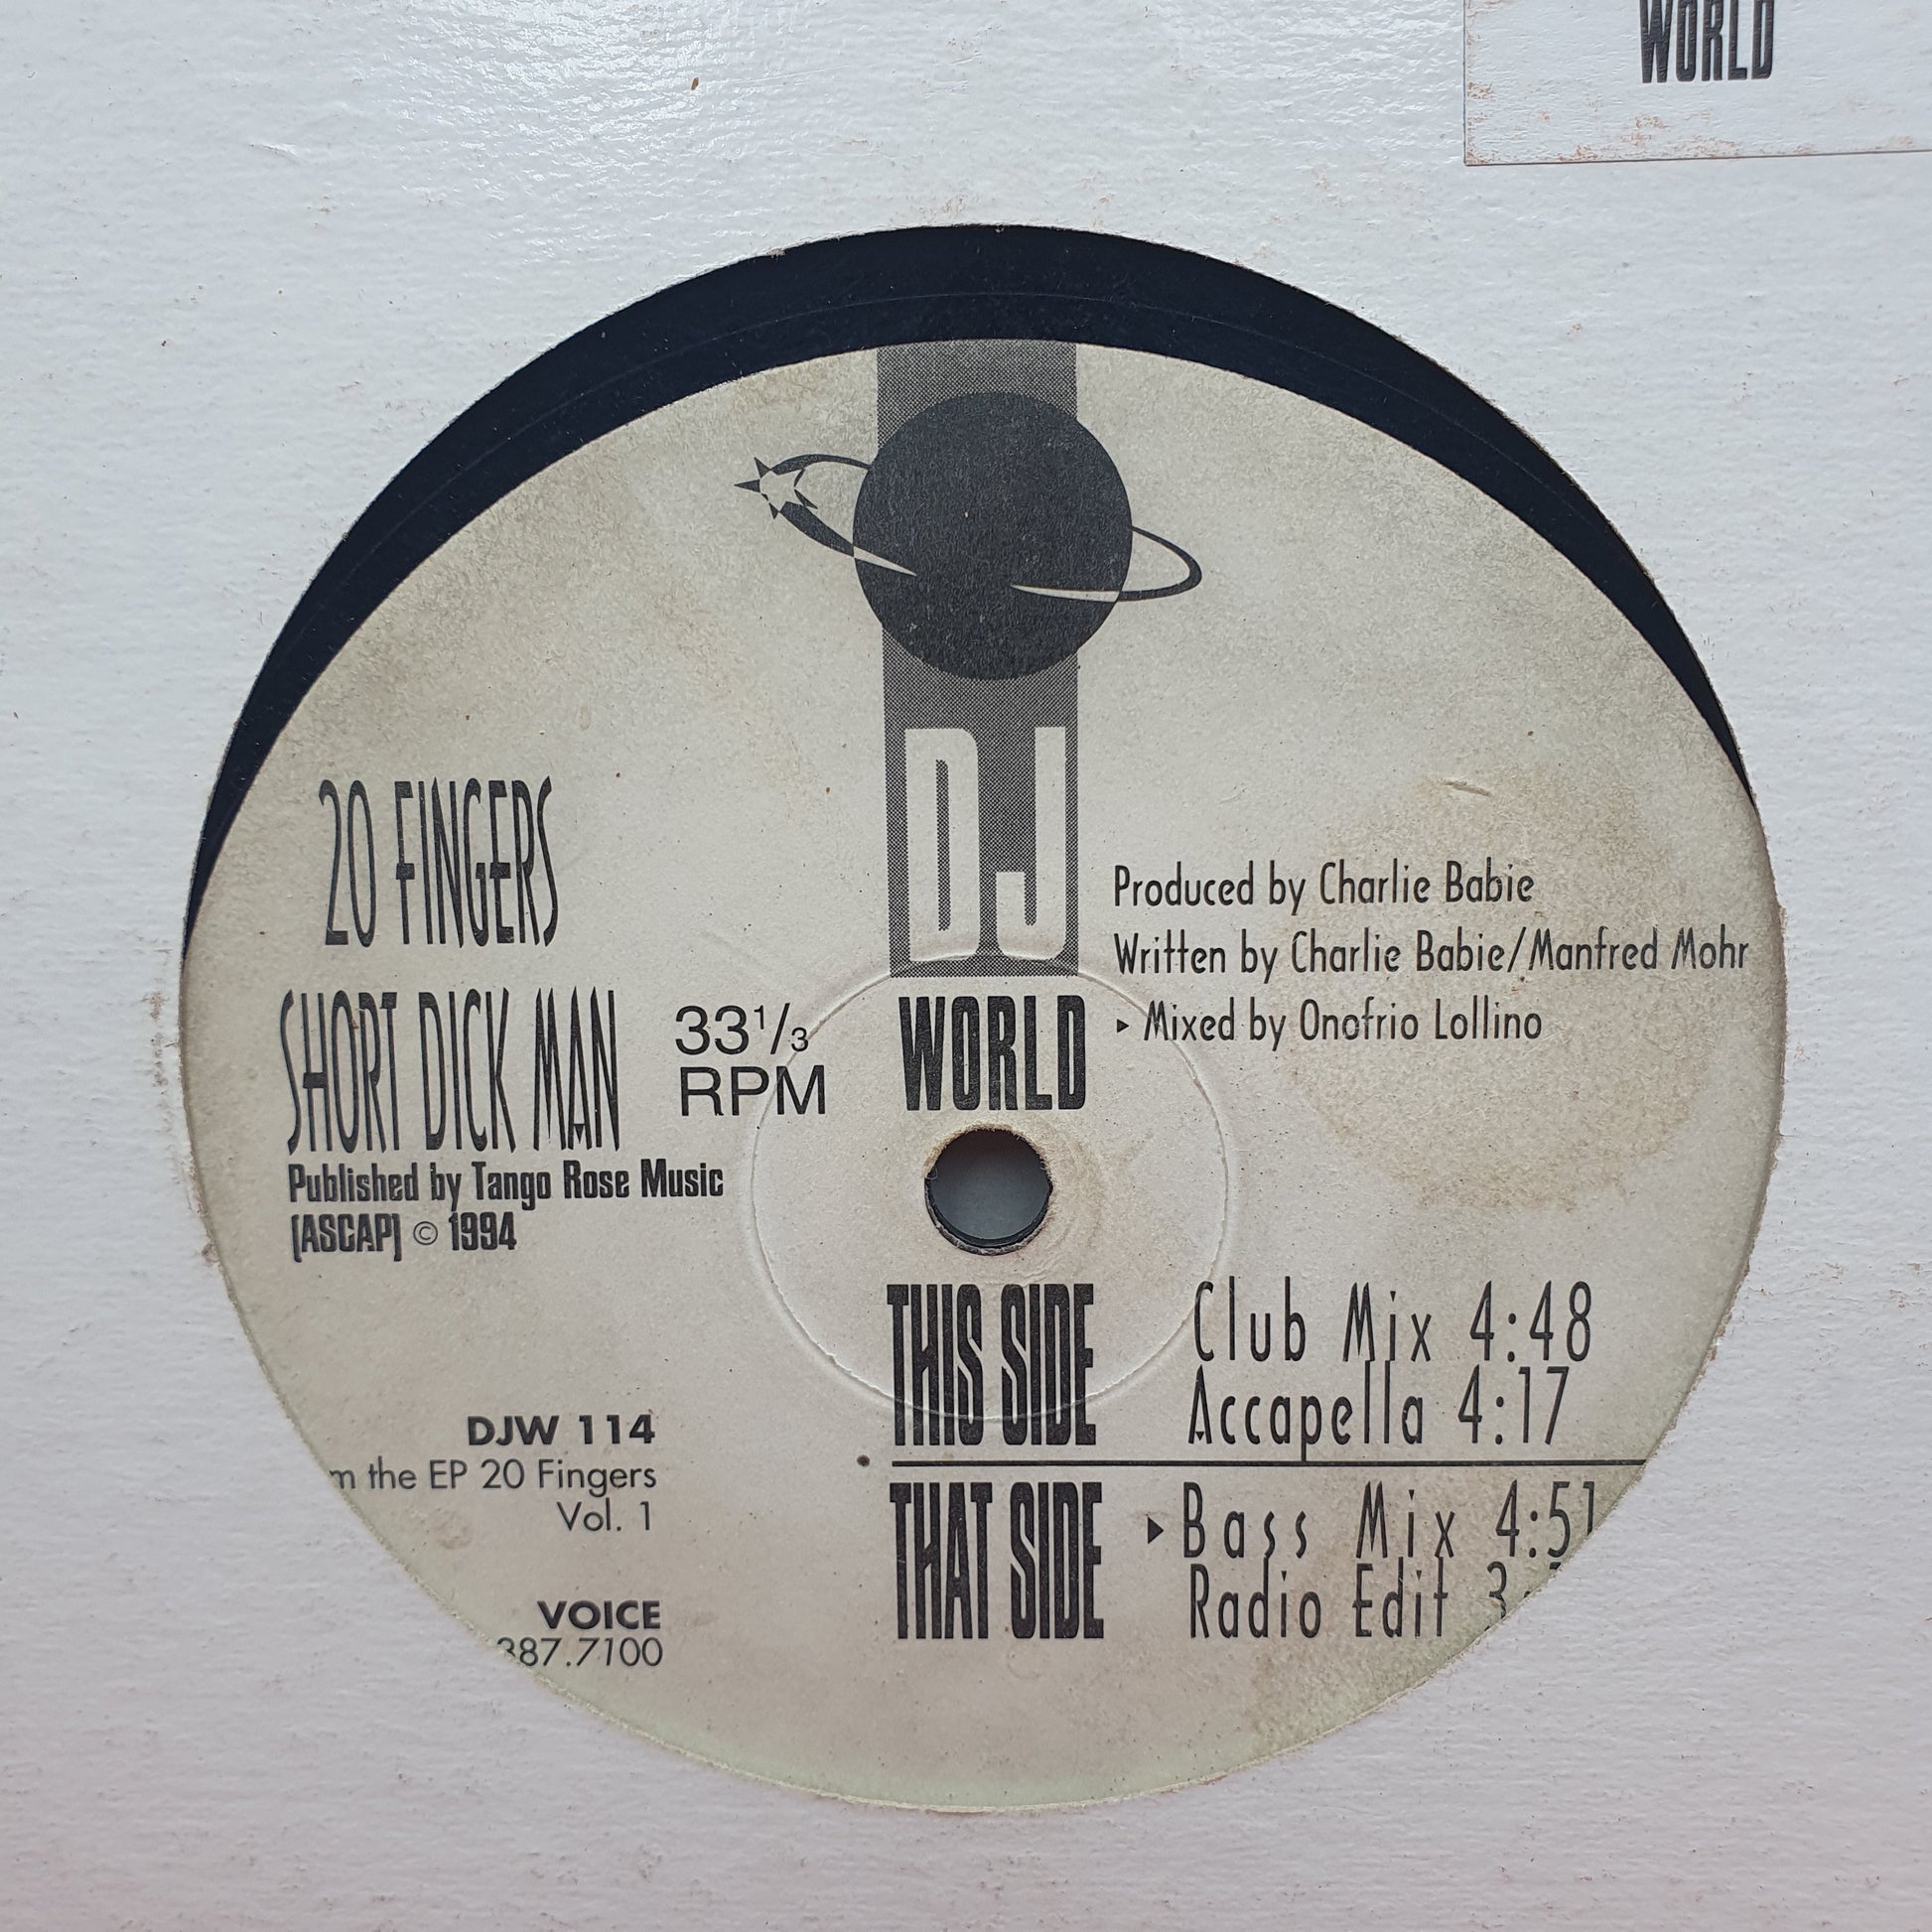 WORLD
DJ
WORLD
20 FINGERS
SHORT DICK MAN
33 1/3
RPM
Published by Tango Rose Music
[ASCAP] © 1994
Produced by Charlie Babie
Written by Charlie Babie/Manfred Mohr
▸ Mixed by Onofrio Lollino
DJW 114
the EP 20 Fingers
Vol. 1
VOICE
387.7100
THIS SIDE
Club Mix 4:48
Accapella 4:17
THAT SIDE
▸ Bass Mix 4:51
Radio Edit